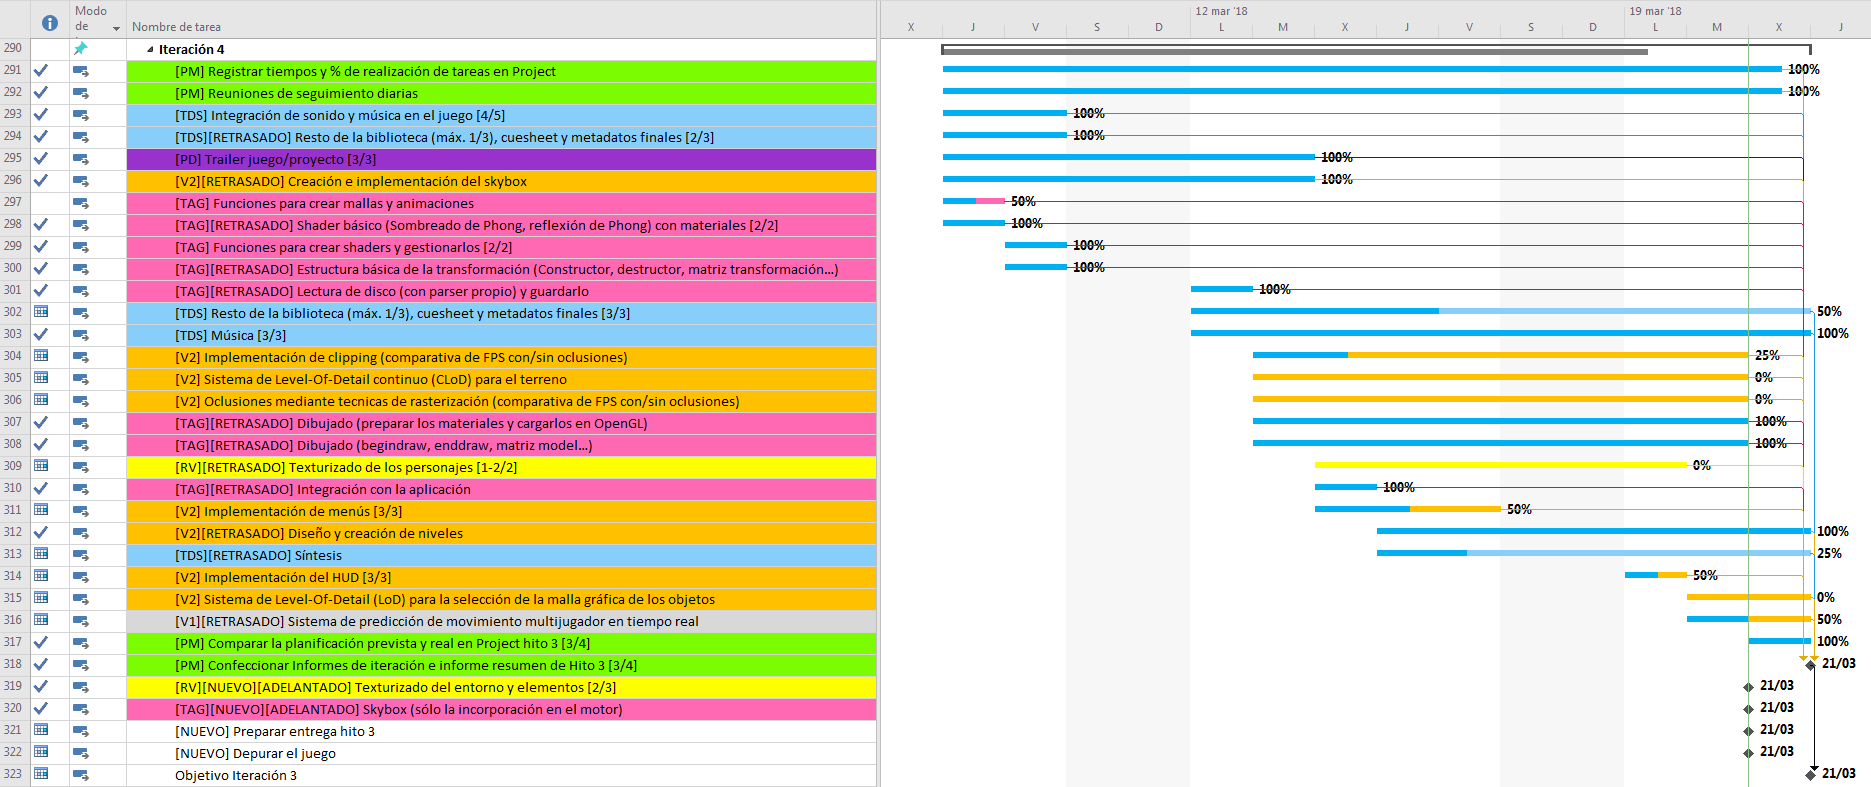 Modo de
Nombre de tarea
12 mar '18
19 mar '18
X J V S D L M X J V S D L M X J
290 Iteración 4
291 [PM] Registrar tiempos y % de realización de tareas en Project 100%
292 [PM] Reuniones de seguimiento diarias 100%
293 [TDS] Integración de sonido y música en el juego [4/5] 100%
294 [TDS][RETRASADO] Resto de la biblioteca (máx. 1/3), cuesheet y metadatos finales [2/3] 100%
295 [PD] Trailer juego/proyecto [3/3] 100%
296 [V2][RETRASADO] Creación e implementación del skybox 100%
297 [TAG] Funciones para crear mallas y animaciones 50%
298 [TAG][RETRASADO] Shader básico (Sombreado de Phong, reflexión de Phong) con materiales [2/2] 100%
299 [TAG] Funciones para crear shaders y gestionarlos [2/2] 100%
300 [TAG][RETRASADO] Estructura básica de la transformación (Constructor, destructor, matriz transformación...) 100%
301 [TAG][RETRASADO] Lectura de disco (con parser propio) y guardarlo 100%
302 [TDS] Resto de la biblioteca (máx. 1/3), cuesheet y metadatos finales [3/3] 50%
303 [TDS] Música [3/3] 100%
304 [V2] Implementación de clipping (comparativa de FPS con/sin oclusiones) 25%
305 [V2] Sistema de Level-Of-Detail continuo (CLoD) para el terreno 0%
306 [V2] Oclusiones mediante tecnicas de rasterización (comparativa de FPS con/sin oclusiones) 0%
307 [TAG][RETRASADO] Dibujado (preparar los materiales y cargarlos en OpenGL) 100%
308 [TAG][RETRASADO] Dibujado (begindraw, enddraw, matriz model...) 100%
309 [RV][RETRASADO] Texturizado de los personajes [1-2/2] 0%
310 [TAG][RETRASADO] Integración con la aplicación 100%
311 [V2] Implementación de menús [3/3] 50%
312 [V2][RETRASADO] Diseño y creación de niveles 100%
313 [TDS][RETRASADO] Síntesis 25%
314 [V2] Implementación del HUD [3/3] 50%
315 [V2] Sistema de Level-Of-Detail (LoD) para la selección de la malla gráfica de los objetos 0%
316 [V1][RETRASADO] Sistema de predicción de movimiento multijugador en tiempo real 50%
317 [PM] Comparar la planificación prevista y real en Project hito 3 [3/4] 100%
318 [PM] Confeccionar Informes de iteración e informe resumen de Hito 3 [3/4] 21/03
319 [RV][NUEVO][ADELANTADO] Texturizado del entorno y elementos [2/3] 21/03
320 [TAG][NUEVO][ADELANTADO] Skybox (sólo la incorporación en el motor) 21/03
321 [NUEVO] Preparar entrega hito 3 21/03
322 [NUEVO] Depurar el juego 21/03
323 Objetivo Iteración 3 21/03